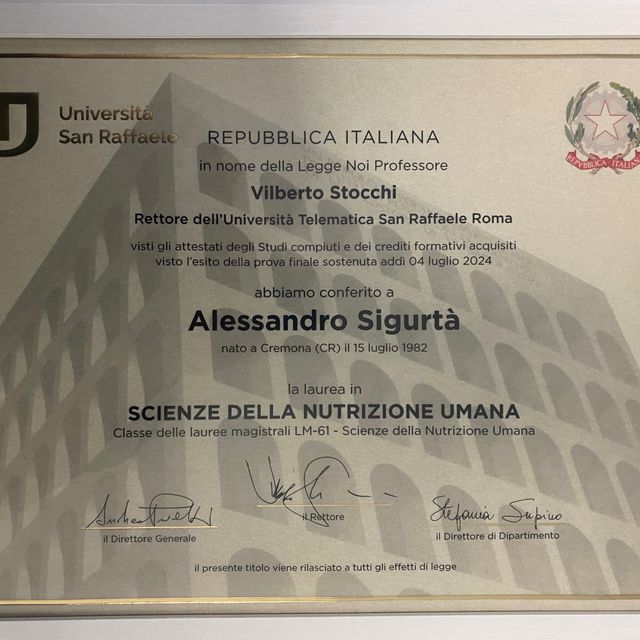 Università
San Raffaele
REPUBBLICA ITALIANA
in nome della Legge Noi Professore
Vilberto Stocchi
Rettore dell'Università Telematica San Raffaele Roma
visti gli attestati degli Studi compiuti e dei crediti formativi acquisiti
visto l'esito della prova finale sostenuta addì 04 luglio 2024
abbiamo conferito a
Alessandro Sigurtà
nato a Cremona (CR) il 15 luglio 1982
la laurea in
SCIENZE DELLA NUTRIZIONE UMANA
Classe delle lauree magistrali LM-61 - Scienze della Nutrizione Umana
Stefania Supino
il Rettore
il Direttore Generale
il Direttore di Dipartimento
il presente titolo viene rilasciato a tutti gli effetti di legge
REPUBBLICA ITALIANA